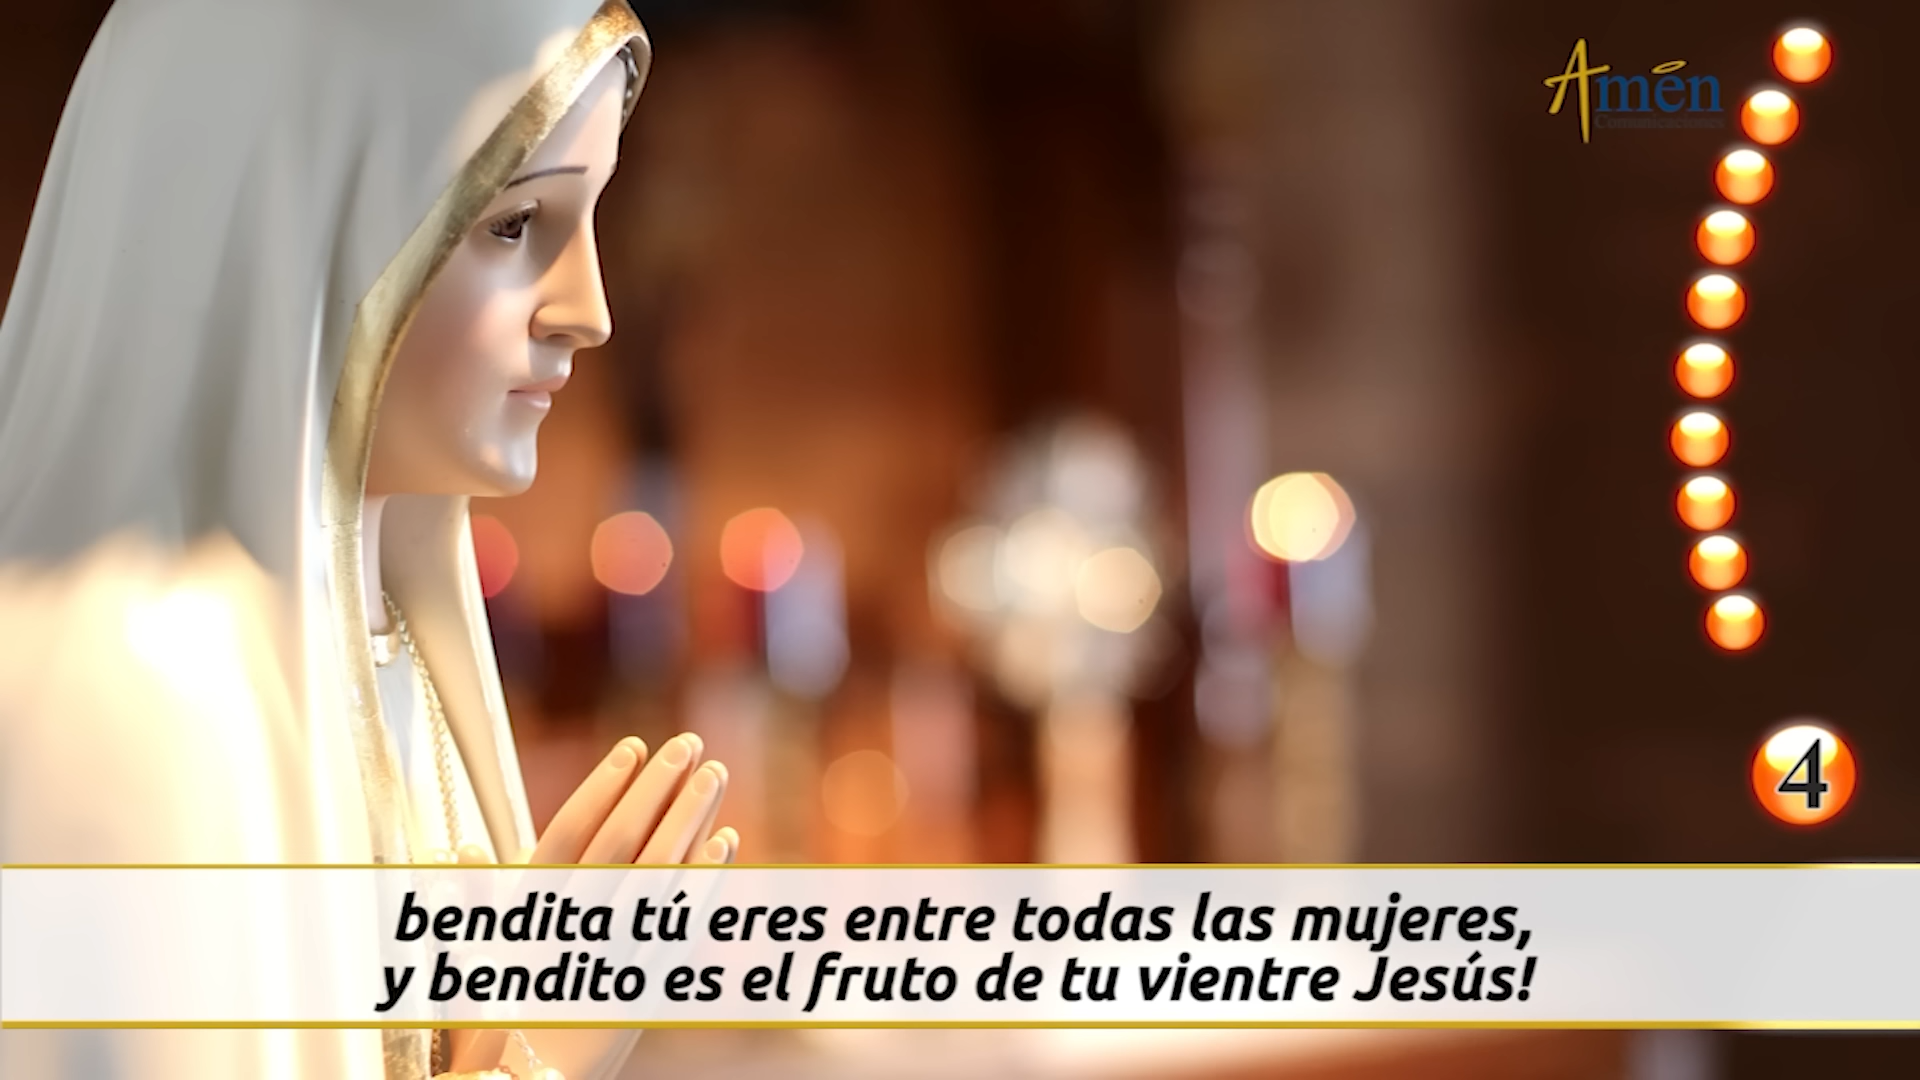 Amén
Comunicaciones
4
bendita tú eres entre todas las mujeres,
y bendito es el fruto de tu vientre Jesús!